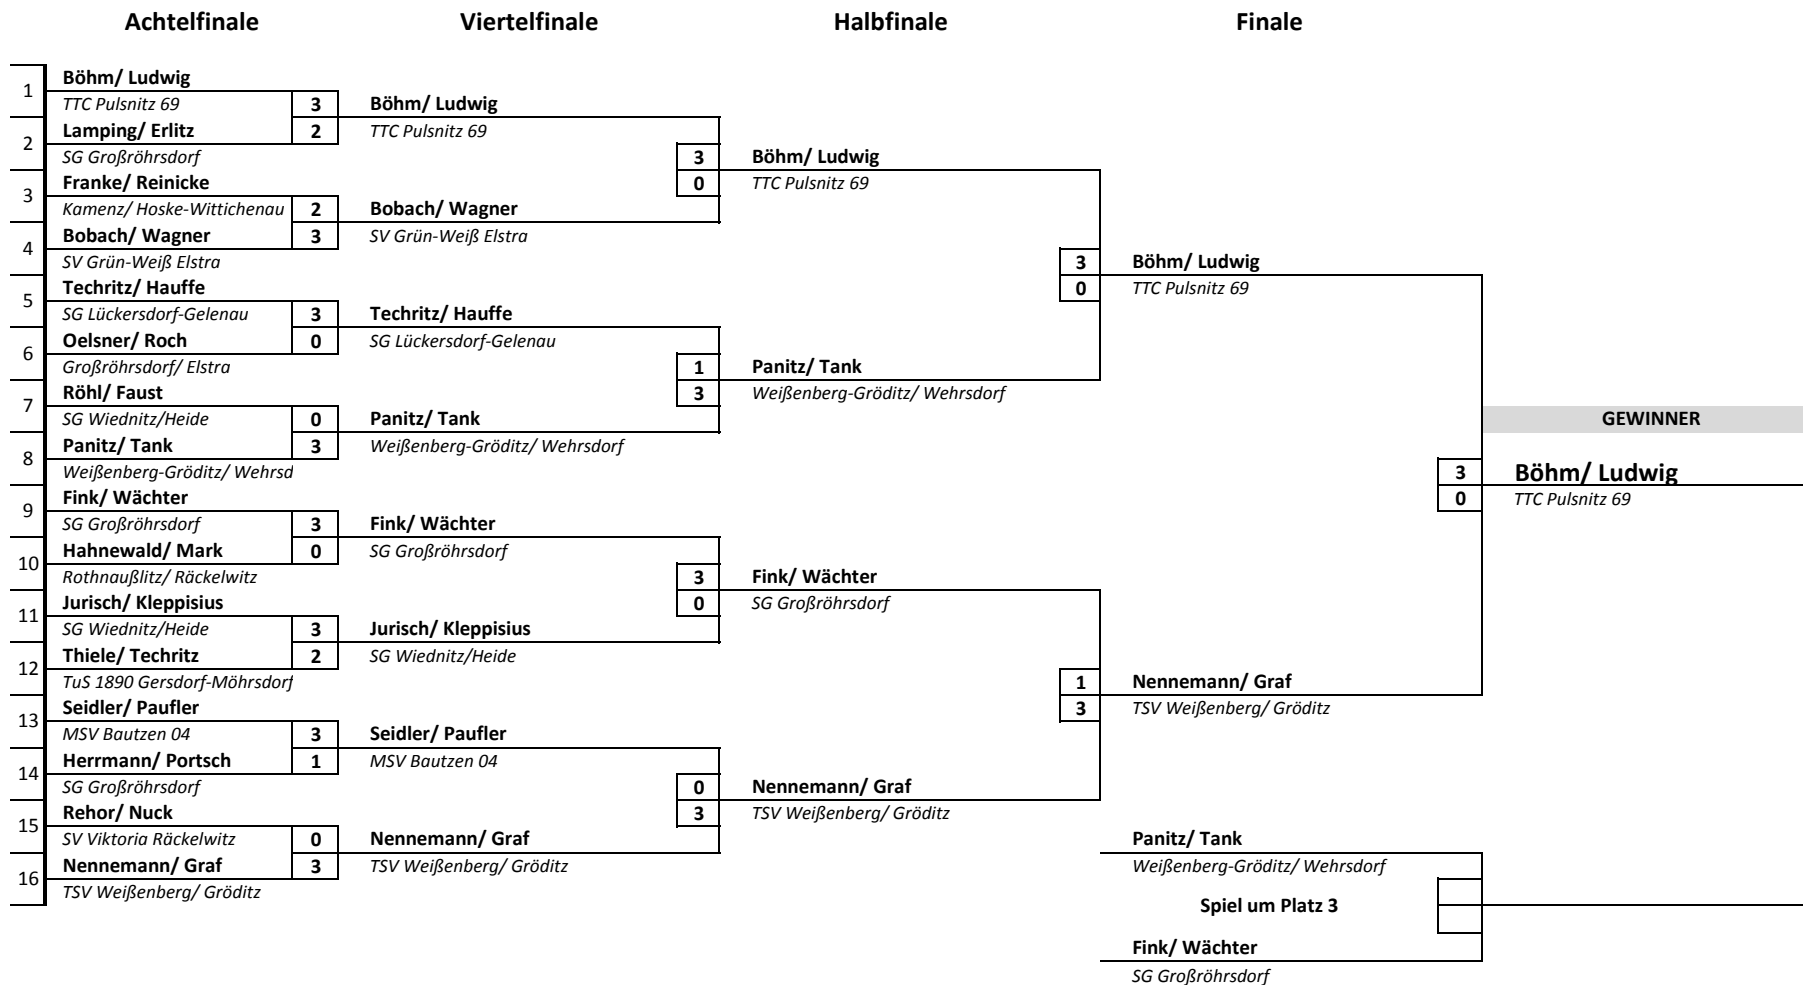 Achtelfinale Viertelfinale Halbfinale Finale
Böhm/ Ludwig
1
TTC Pulsnitz 69 3 Böhm/ Ludwig
Lamping/ Erlitz 2 TTC Pulsnitz 69
2
SG Großröhrsdorf 3 Böhm/ Ludwig
Franke/ Reinicke 0 TTC Pulsnitz 69
3
Kamenz/ Hoske-Wittichenau 2 Bobach/ Wagner
Bobach/ Wagner 3 SV Grün-Weiß Elstra
4
SV Grün-Weiß Elstra 3 Böhm/ Ludwig
Techritz/ Hauffe 0 TTC Pulsnitz 69
5
SG Lückersdorf-Gelenau 3 Techritz/ Hauffe
Oelsner/ Roch 0 SG Lückersdorf-Gelenau
6
Großröhrsdorf/ Elstra 1 Panitz/ Tank
Röhl/ Faust 3 Weißenberg-Gröditz/ Wehrsdorf
7
SG Wiednitz/Heide 0 Panitz/ Tank GEWINNER
Panitz/ Tank 3 Weißenberg-Gröditz/ Wehrsdorf
8
Weißenberg-Gröditz/ Wehrsd 3 Böhm/ Ludwig
Fink/ Wächter 0 TTC Pulsnitz 69
9
SG Großröhrsdorf 3 Fink/ Wächter
Hahnewald/ Mark 0 SG Großröhrsdorf
10
Rothnaußlitz/ Räckelwitz 3 Fink/ Wächter
Jurisch/ Kleppisius 0 SG Großröhrsdorf
11
SG Wiednitz/Heide 3 Jurisch/ Kleppisius
Thiele/ Techritz 2 SG Wiednitz/Heide
12
TuS 1890 Gersdorf-Möhrsdorf 1 Nennemann/ Graf
Seidler/ Paufler 3 TSV Weißenberg/ Gröditz
13
MSV Bautzen 04 3 Seidler/ Paufler
Herrmann/ Portsch 1 MSV Bautzen 04
14
SG Großröhrsdorf 0 Nennemann/ Graf
Rehor/ Nuck 3 TSV Weißenberg/ Gröditz
15
SV Viktoria Räckelwitz 0 Nennemann/ Graf Panitz/ Tank
Nennemann/ Graf 3 TSV Weißenberg/ Gröditz Weißenberg-Gröditz/ Wehrsdorf
16
TSV Weißenberg/ Gröditz
Spiel um Platz 3
Fink/ Wächter
SG Großröhrsdorf